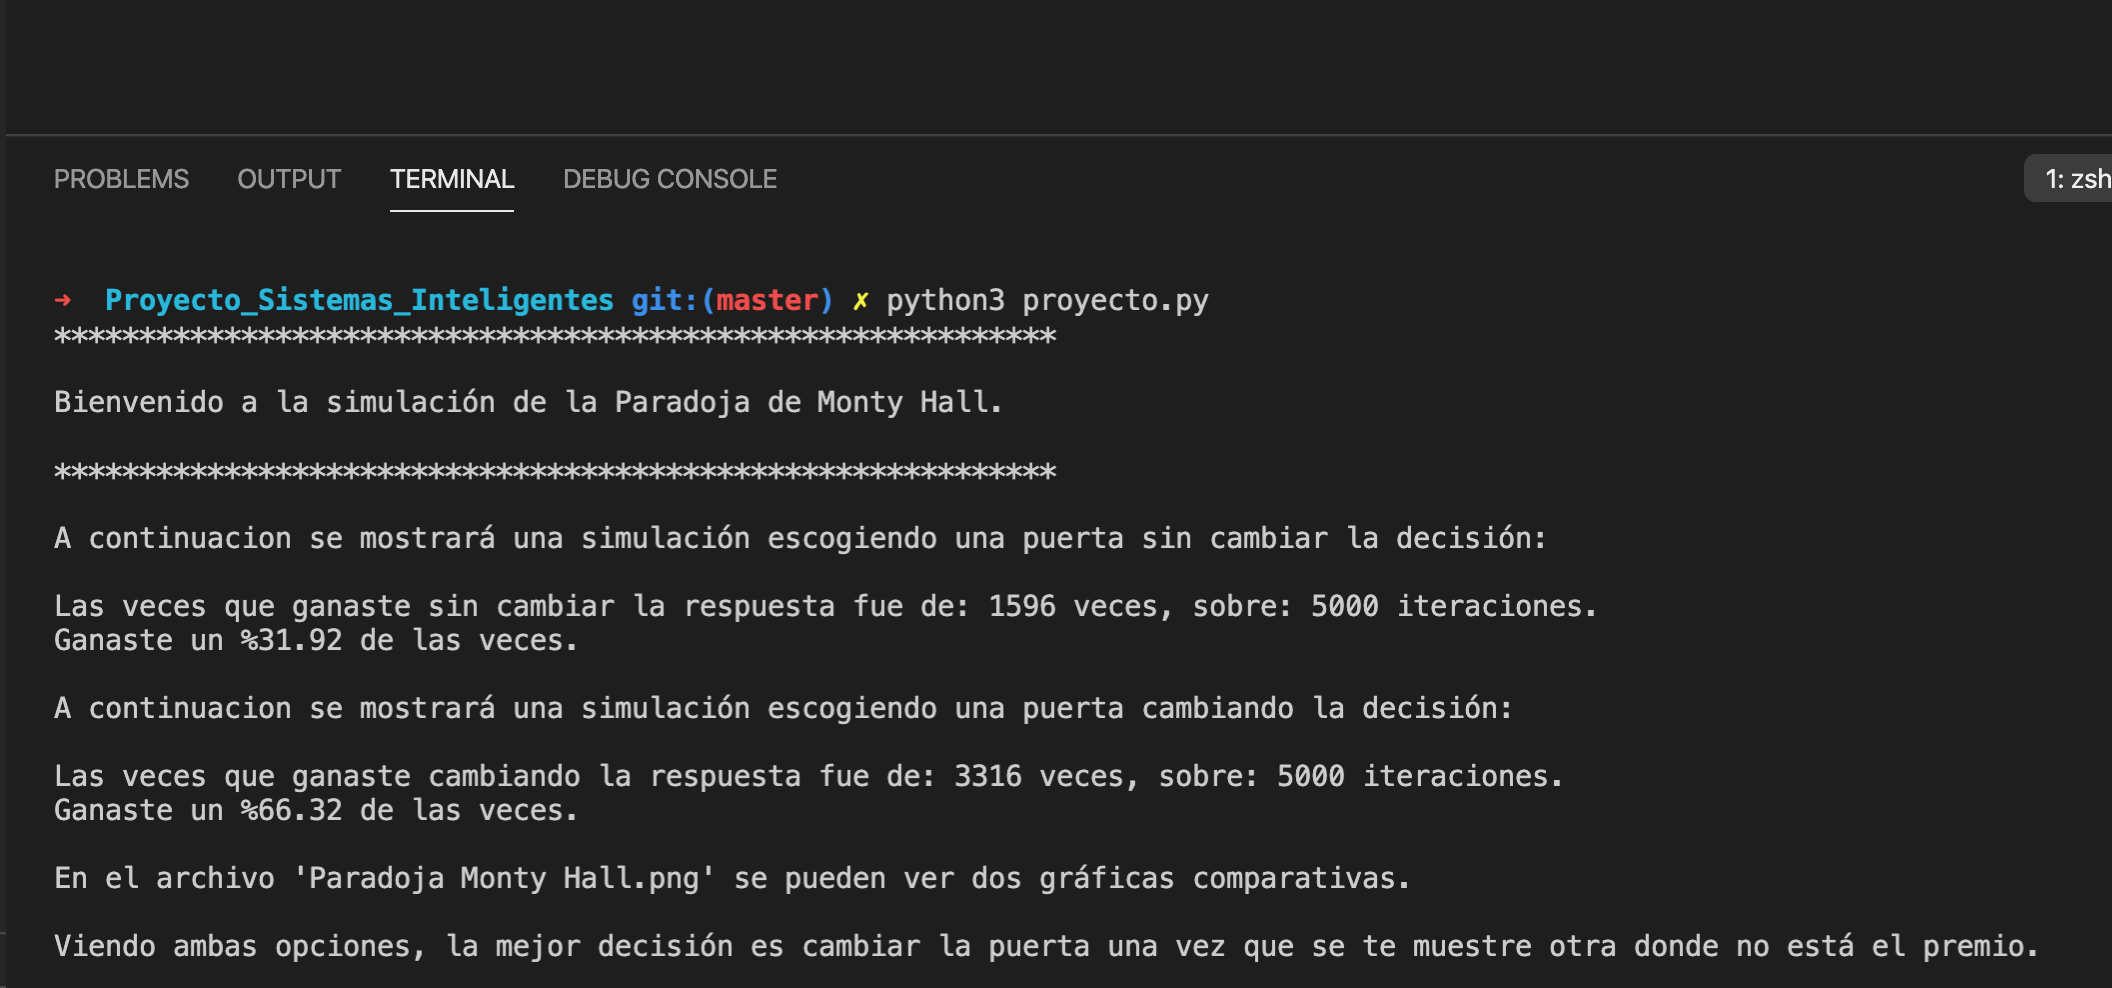 PROBLEMS OUTPUT TERMINAL DEBUG CONSOLE 1: zsh
➜ Proyecto_Sistemas_Inteligentes git:(master) ✗ python3 proyecto.py
***********************************************************
Bienvenido a la simulación de la Paradoja de Monty Hall.
***********************************************************
A continuacion se mostrará una simulación escogiendo una puerta sin cambiar la decisión:
Las veces que ganaste sin cambiar la respuesta fue de: 1596 veces, sobre: 5000 iteraciones.
Ganaste un %31.92 de las veces.
A continuacion se mostrará una simulación escogiendo una puerta cambiando la decisión:
Las veces que ganaste cambiando la respuesta fue de: 3316 veces, sobre: 5000 iteraciones.
Ganaste un %66.32 de las veces.
En el archivo 'Paradoja Monty Hall.png' se pueden ver dos gráficas comparativas.
Viendo ambas opciones, la mejor decisión es cambiar la puerta una vez que se te muestre otra donde no está el premio.